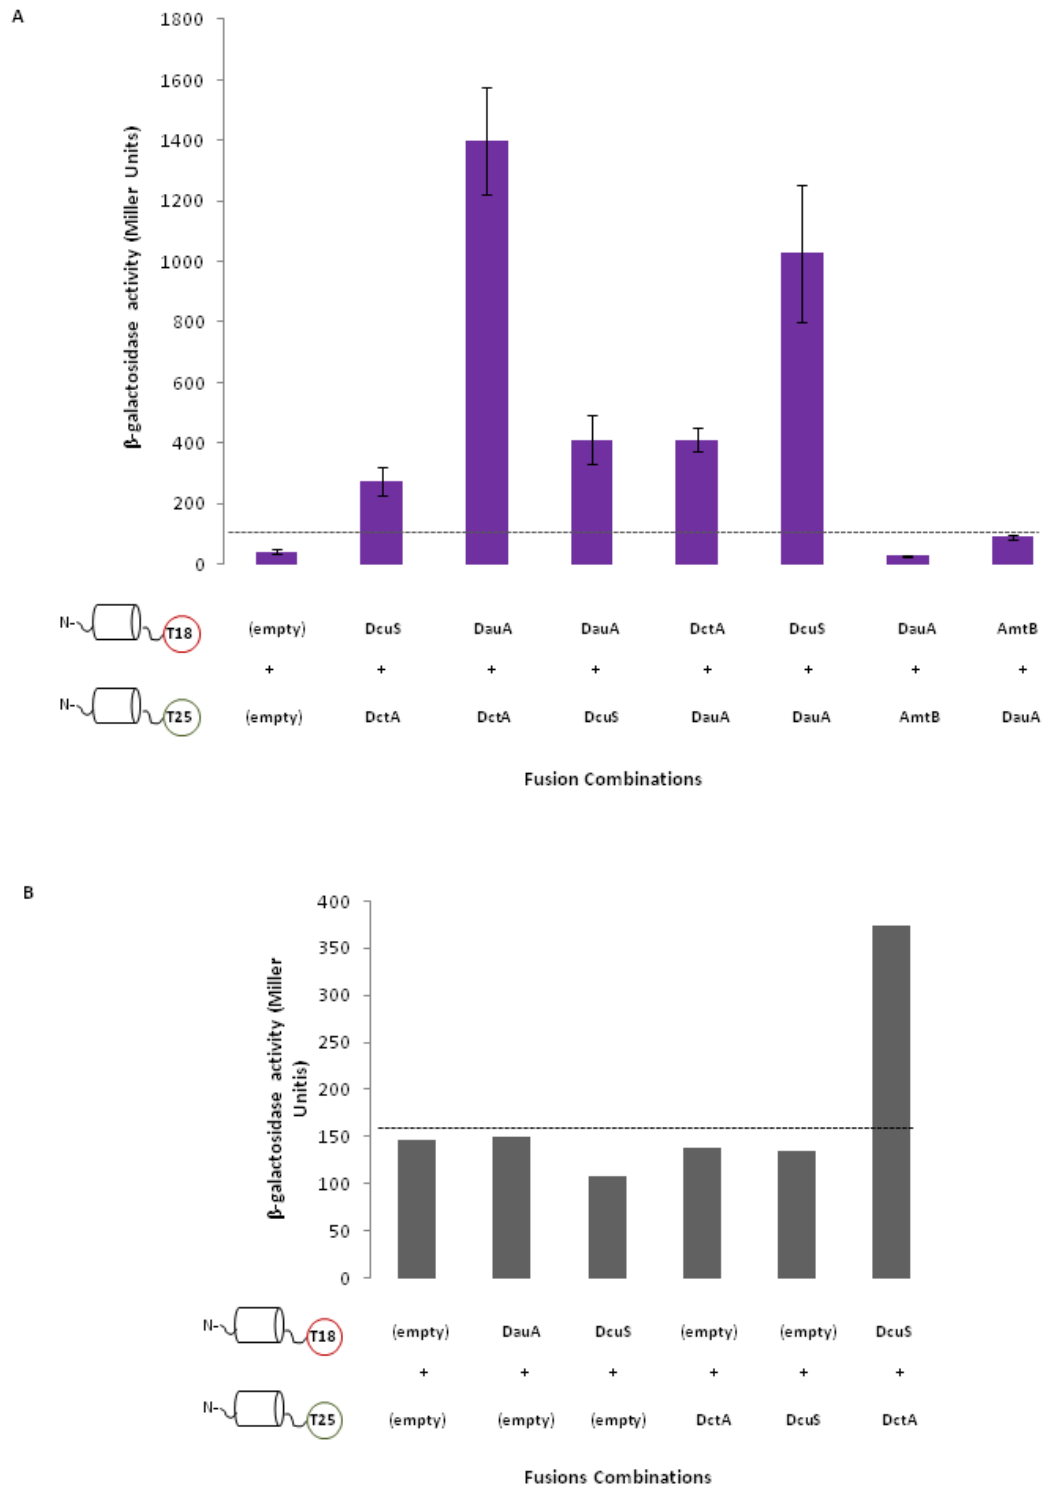 A
1800
1600
1400
1200
1000
800
600
400
200
0
β-galactosidase activity (Miller Units)
N- T18 (empty) DcuS DauA DauA DctA DcuS DauA AmtB
+ + + + + + + +
N- T25 (empty) DctA DctA DcuS DauA DauA AmtB DauA
Fusion Combinations
B
400
350
300
250
200
150
100
50
0
β-galactosidase activity (Miller
Unitis)
N- T18 (empty) DauA DcuS (empty) (empty) DcuS
+ + + + + +
N- T25 (empty) (empty) (empty) DctA DcuS DctA
Fusions Combinations